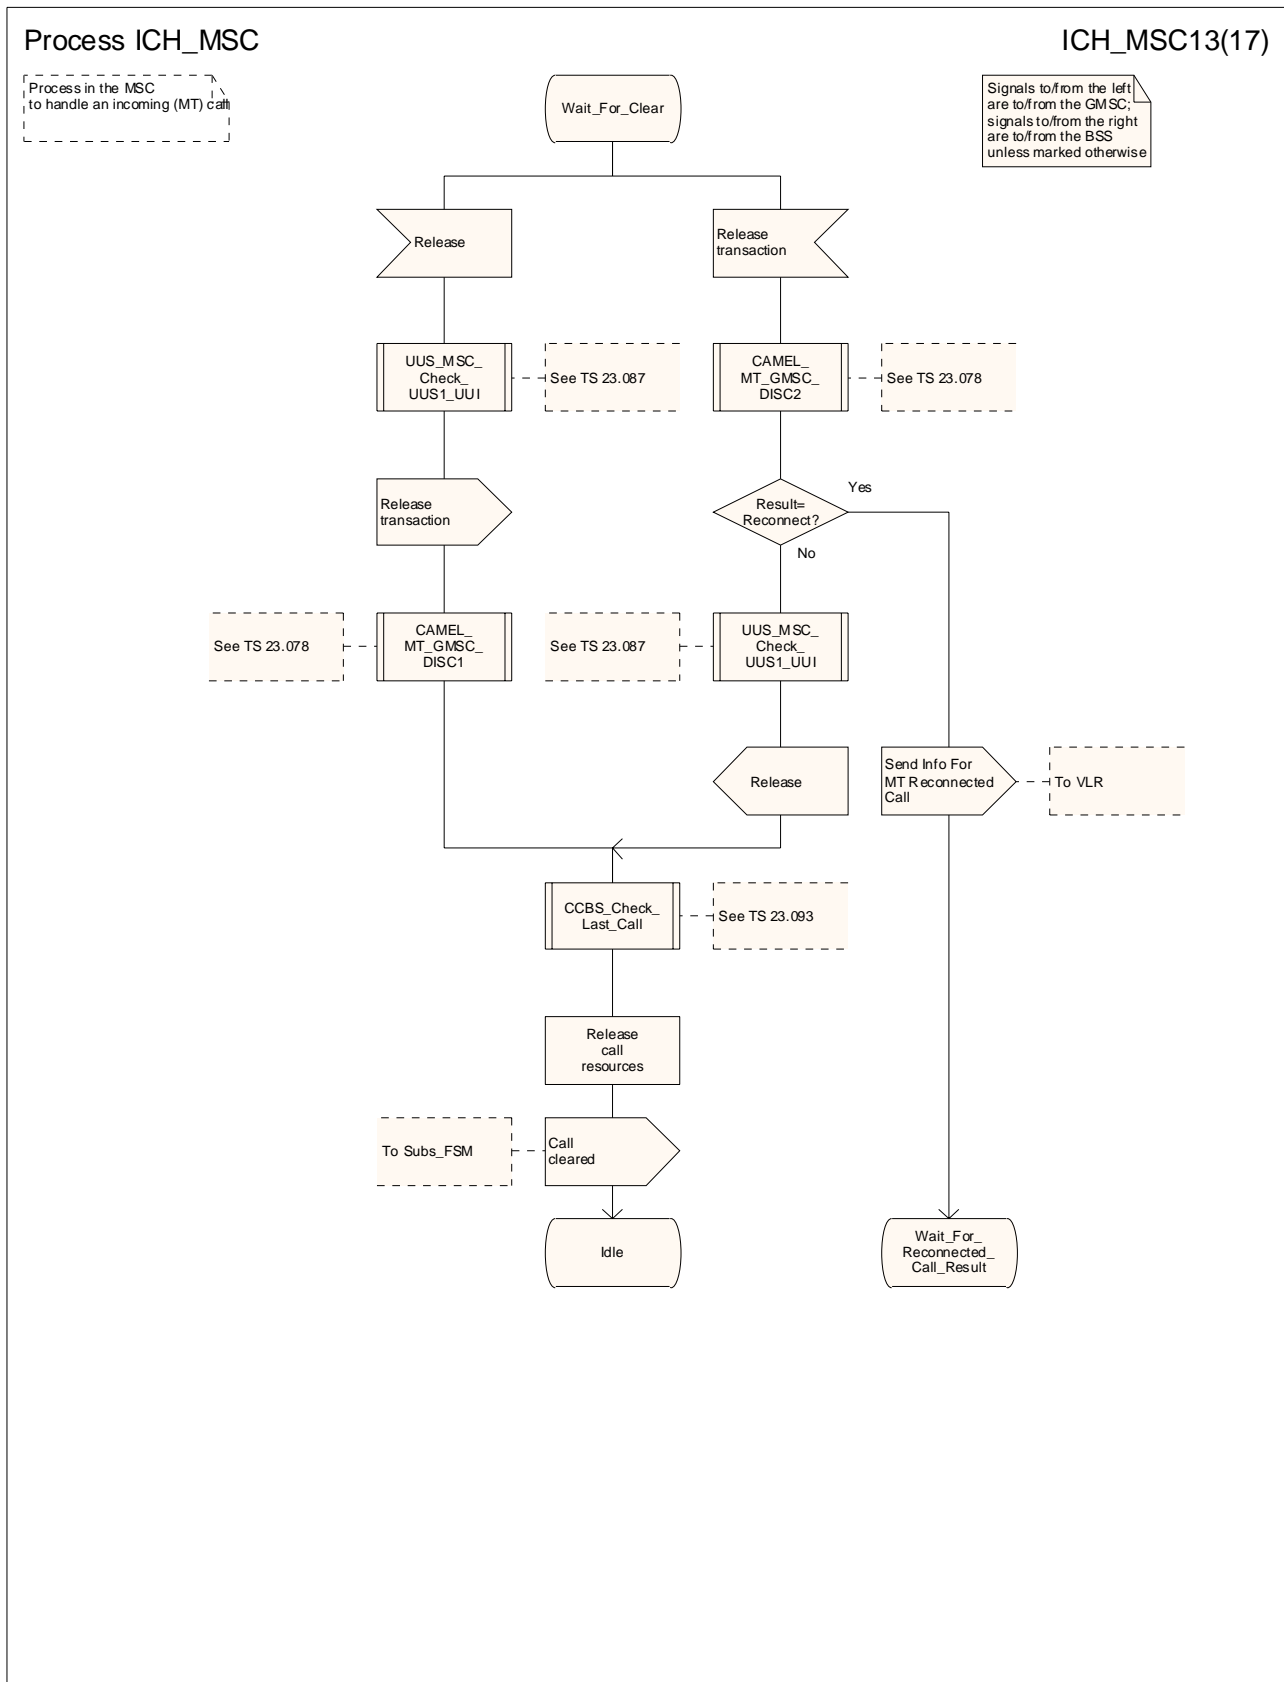 Process ICH_MSC
ICH_MSC13(17)
Process in the MSC
to handle an incoming (MT) call
Signals to/from the left
are to/from the GMSC;
signals to/from the right
are to/from the BSS
unless marked otherwise
Wait_For_Clear
Release
Release
transaction
UUS_MSC_
Check_
UUS1_UUI
See TS 23.087
CAMEL_
MT_GMSC_
DISC2
See TS 23.078
Release
transaction
Result=
Reconnect?
Yes
No
See TS 23.078
CAMEL_
MT_GMSC_
DISC1
See TS 23.087
UUS_MSC_
Check_
UUS1_UUI
Release
Send Info For
MT Reconnected
Call
To VLR
CCBS_Check_
Last_Call
See TS 23.093
Release
call
resources
To Subs_FSM
Call
cleared
Idle
Wait_For_
Reconnected_
Call_Result